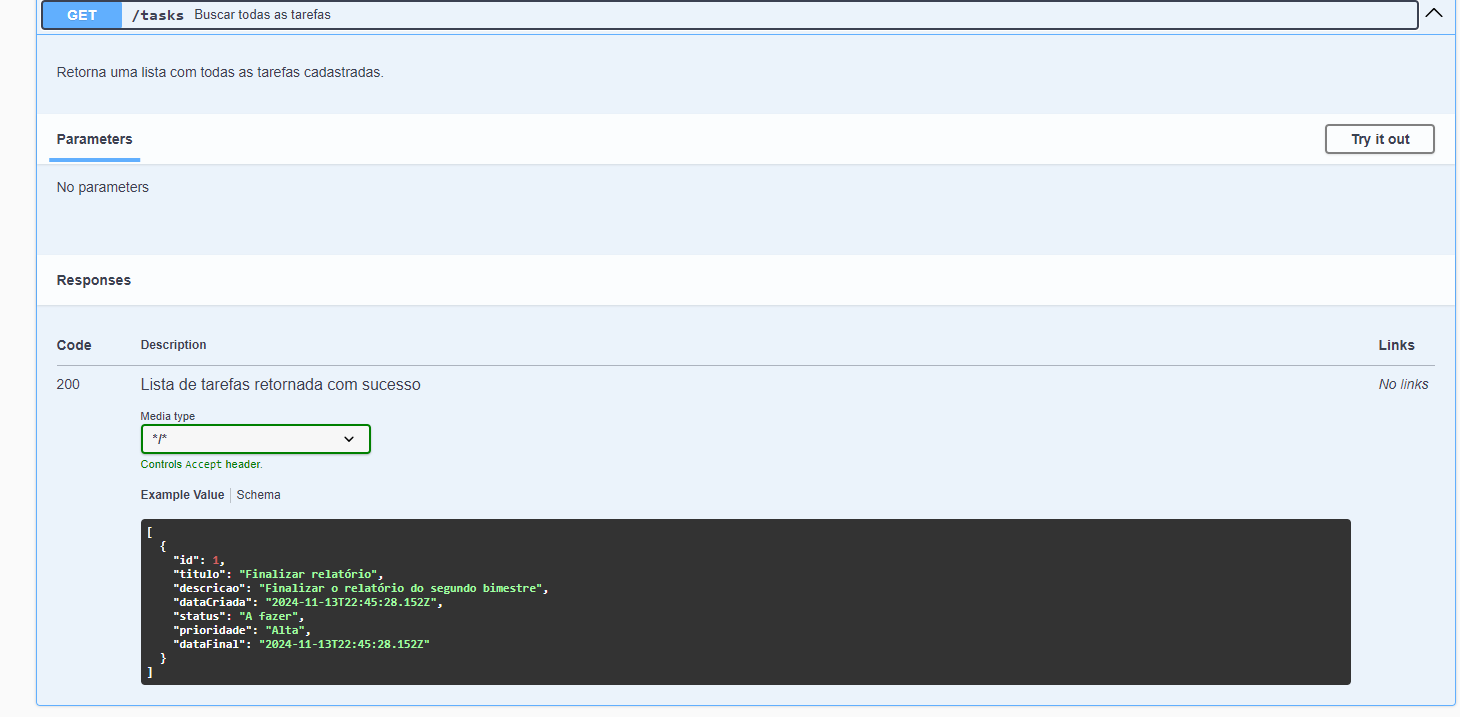 GET /tasks Buscar todas as tarefas
Retorna uma lista com todas as tarefas cadastradas.
Parameters Try it out
No parameters
Responses
Code Description Links
200 Lista de tarefas retornada com sucesso No links
Media type
*/*
Controls Accept header.
Example Value Schema
[
  {
    "id": 1,
    "titulo": "Finalizar relatório",
    "descricao": "Finalizar o relatório do segundo bimestre",
    "dataCriada": "2024-11-13T22:45:28.152Z",
    "status": "A fazer",
    "prioridade": "Alta",
    "dataFinal": "2024-11-13T22:45:28.152Z"
  }
]